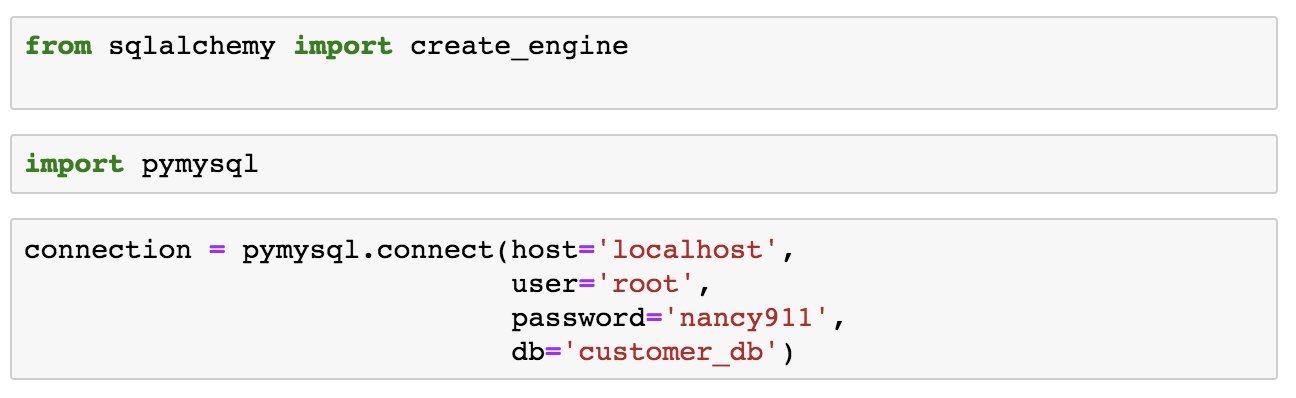 from sqlalchemy import create_engine
import pymysql
connection = pymysql.connect(host='localhost',
user='root',
password='nancy911',
db='customer_db')